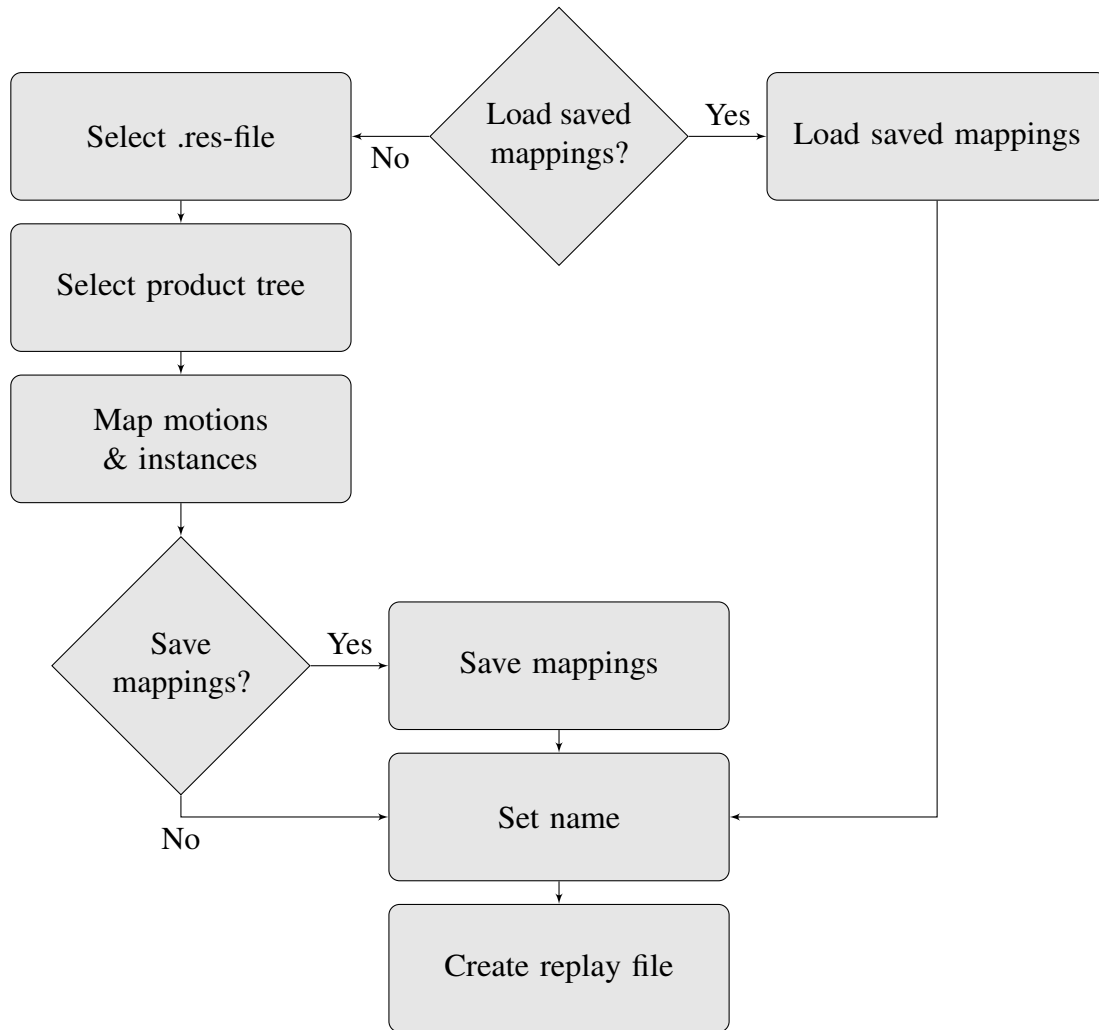 Load saved
mappings?
Yes
Load saved mappings
No
Select .res-file
Select product tree
Map motions
& instances
Save
mappings?
Yes
Save mappings
No
Set name
Create replay file